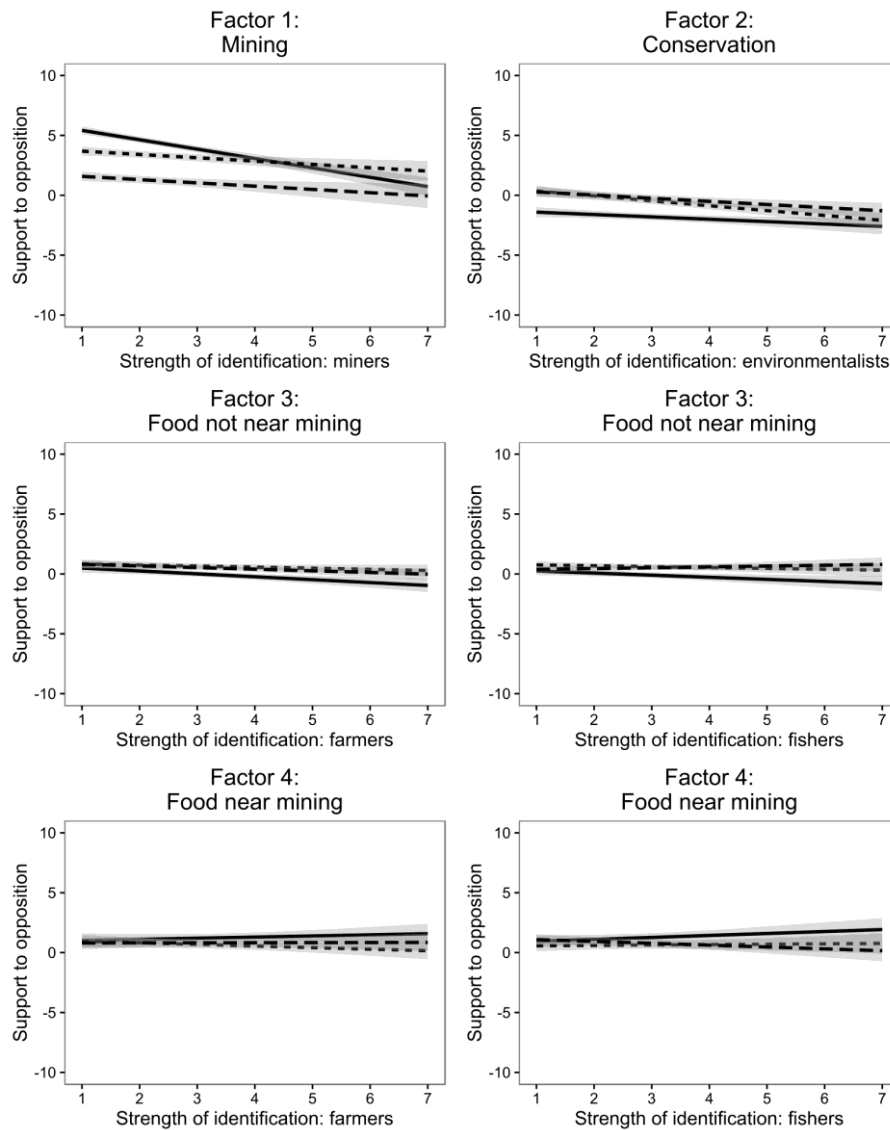 Factor 1:
Mining
10
5
0
-5
-10
Support to opposition
1 2 3 4 5 6 7
Strength of identification: miners
Factor 2:
Conservation
10
5
0
-5
-10
Support to opposition
1 2 3 4 5 6 7
Strength of identification: environmentalists
Factor 3:
Food not near mining
10
5
0
-5
-10
Support to opposition
1 2 3 4 5 6 7
Strength of identification: farmers
Factor 3:
Food not near mining
10
5
0
-5
-10
Support to opposition
1 2 3 4 5 6 7
Strength of identification: fishers
Factor 4:
Food near mining
10
5
0
-5
-10
Support to opposition
1 2 3 4 5 6 7
Strength of identification: farmers
Factor 4:
Food near mining
10
5
0
-5
-10
Support to opposition
1 2 3 4 5 6 7
Strength of identification: fishers